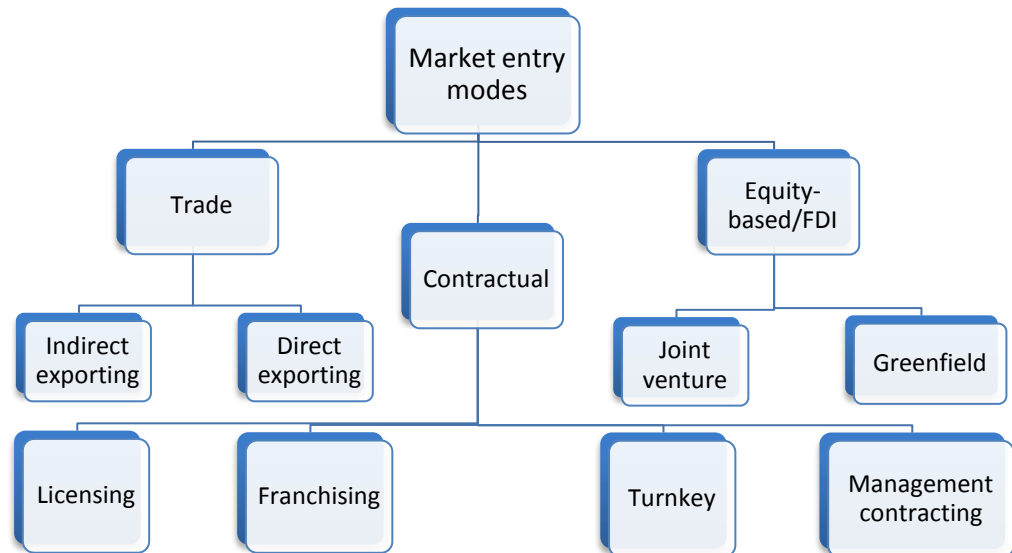 Market entry
modes
Trade
Equity-
based/FDI
Contractual
Indirect
exporting
Direct
exporting
Joint
venture
Greenfield
Licensing
Franchising
Turnkey
Management
contracting